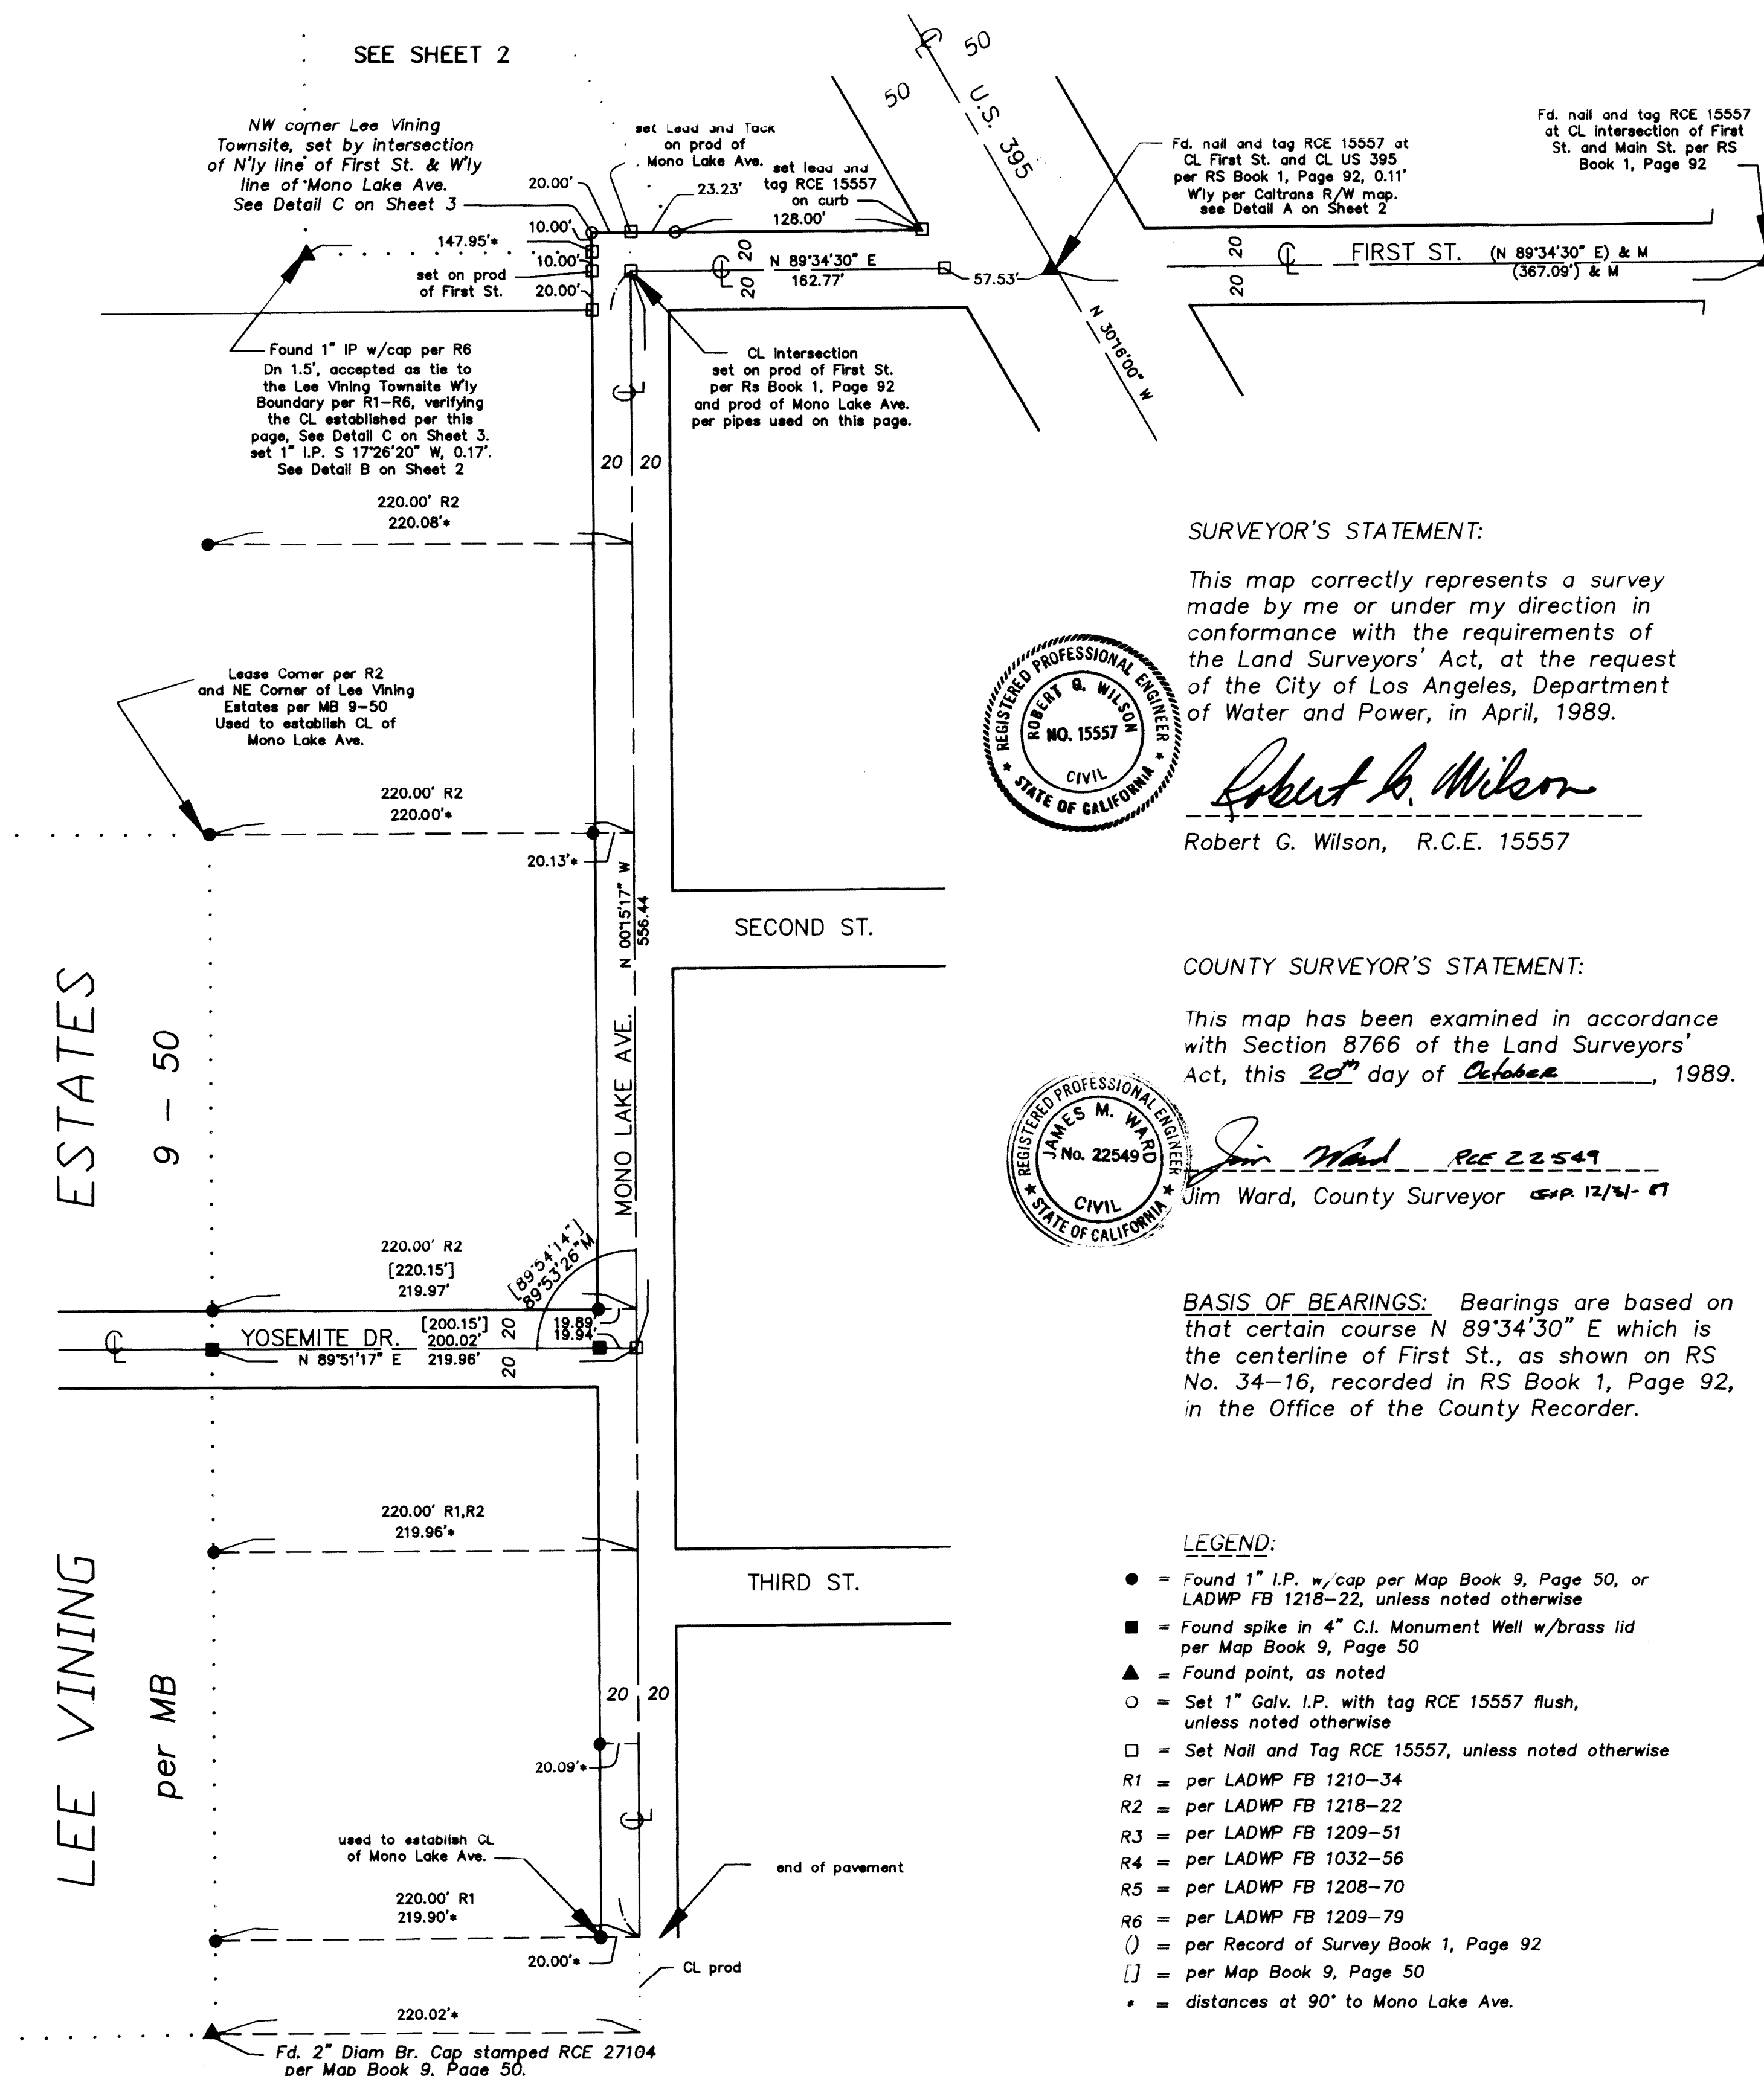 SEE SHEET 2
NW corner Lee Vining
Townsite, set by intersection
of N'ly line of First St. & W'ly
line of Mono Lake Ave.
See Detail C on Sheet 3
set Lead and Tack
on prod of
Mono Lake Ave.
set lead and
tag RCE 15557
on curb
20.00'
23.23'
128.00'
10.00'
147.95'*
10.00'
set on prod
of First St.
20.00'
20
N 89°34'30" E
162.77'
20
57.53'
50
50
U.S. 395
N 30°16'00" W
Fd. nail and tag RCE 15557 at
CL First St. and CL US 395
per RS Book 1, Page 92, 0.11'
W'ly per Caltrans R/W map.
see Detail A on Sheet 2
Fd. nail and tag RCE 15557
at CL intersection of First
St. and Main St. per RS
Book 1, Page 92
20
20
FIRST ST.
(N 89°34'30" E) & M
(367.09') & M
Found 1" IP w/cap per R6
Dn 1.5', accepted as tie to
the Lee Vining Townsite W'ly
Boundary per R1-R6, verifying
the CL established per this
page, See Detail C on Sheet 3.
set 1" I.P. S 17°26'20" W, 0.17'.
See Detail B on Sheet 2
CL intersection
set on prod of First St.
per Rs Book 1, Page 92
and prod of Mono Lake Ave.
per pipes used on this page.
20 20
220.00' R2
220.08'*
Lease Corner per R2
and NE Corner of Lee Vining
Estates per MB 9-50
Used to establish CL of
Mono Lake Ave.
220.00' R2
220.00'*
20.13'*
N 00°15'17" W
556.44
MONO LAKE AVE.
SECOND ST.
LEE VINING ESTATES
per MB 9 - 50
220.00' R2
[220.15']
219.97'
[89°54'14"]
89°53'26"M
YOSEMITE DR.
N 89°51'17" E
[200.15']
200.02'
219.96'
20
20
19.89'
19.94'
220.00' R1,R2
219.96'*
THIRD ST.
20 20
20.09'*
used to establish CL
of Mono Lake Ave.
end of pavement
220.00' R1
219.90'*
20.00'*
CL prod
220.02'*
Fd. 2" Diam Br. Cap stamped RCE 27104
per Map Book 9, Page 50.
SURVEYOR'S STATEMENT:
This map correctly represents a survey
made by me or under my direction in
conformance with the requirements of
the Land Surveyors' Act, at the request
of the City of Los Angeles, Department
of Water and Power, in April, 1989.
REGISTERED PROFESSIONAL ENGINEER
ROBERT G. WILSON
NO. 15557
CIVIL
STATE OF CALIFORNIA
Robert G. Wilson
Robert G. Wilson, R.C.E. 15557
COUNTY SURVEYOR'S STATEMENT:
This map has been examined in accordance
with Section 8766 of the Land Surveyors'
Act, this 20th day of October, 1989.
REGISTERED PROFESSIONAL ENGINEER
JAMES M. WARD
No. 22549
CIVIL
STATE OF CALIFORNIA
Jim Ward RCE 22549
Jim Ward, County Surveyor EXP. 12/31-89
BASIS OF BEARINGS: Bearings are based on
that certain course N 89°34'30" E which is
the centerline of First St., as shown on RS
No. 34-16, recorded in RS Book 1, Page 92,
in the Office of the County Recorder.
LEGEND:
● = Found 1" I.P. w/cap per Map Book 9, Page 50, or
LADWP FB 1218-22, unless noted otherwise
■ = Found spike in 4" C.I. Monument Well w/brass lid
per Map Book 9, Page 50
▲ = Found point, as noted
○ = Set 1" Galv. I.P. with tag RCE 15557 flush,
unless noted otherwise
□ = Set Nail and Tag RCE 15557, unless noted otherwise
R1 = per LADWP FB 1210-34
R2 = per LADWP FB 1218-22
R3 = per LADWP FB 1209-51
R4 = per LADWP FB 1032-56
R5 = per LADWP FB 1208-70
R6 = per LADWP FB 1209-79
() = per Record of Survey Book 1, Page 92
[] = per Map Book 9, Page 50
* = distances at 90° to Mono Lake Ave.